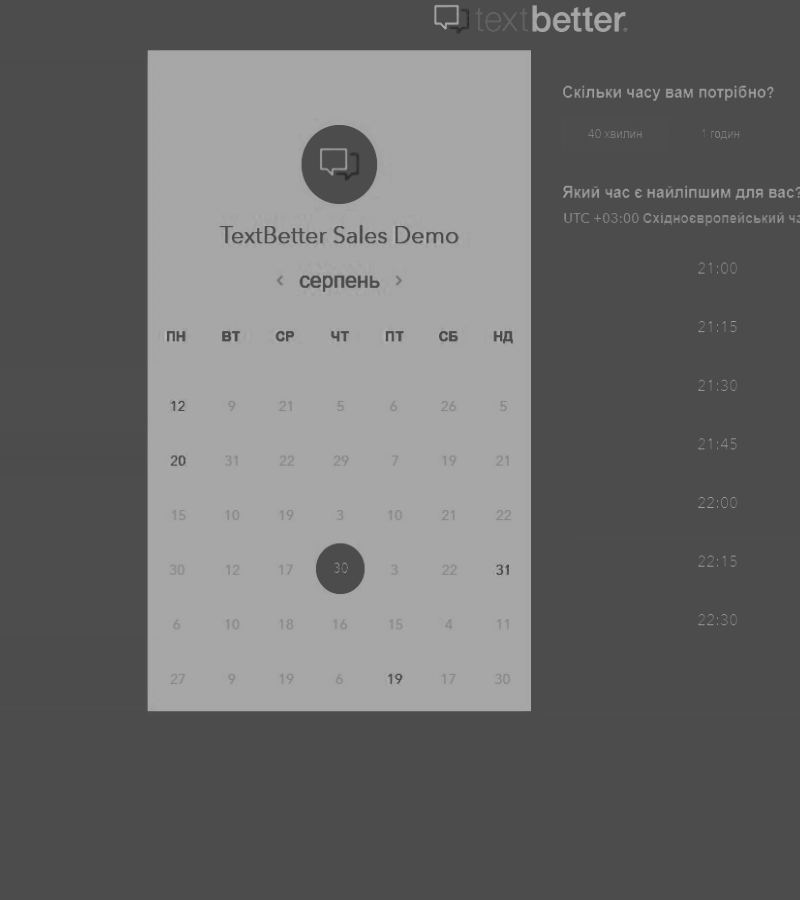 textbetter.
TextBetter Sales Demo
‹ серпень ›
ПН ВТ СР ЧТ ПТ СБ НД
12 9 21 5 6 26 5
20 31 22 29 7 19 21
15 10 19 3 10 21 22
30 12 17 30 3 22 31
6 10 18 16 15 4 11
27 9 19 6 19 17 30
Скільки часу вам потрібно?
40 хвилин 1 годин
Який час є найліпшим для вас?
UTC +03:00 Східноєвропейський ча
21:00
21:15
21:30
21:45
22:00
22:15
22:30